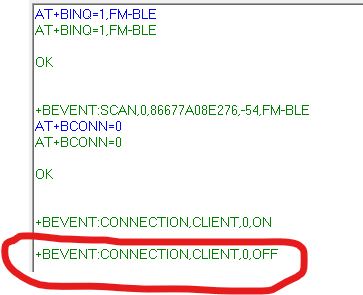 AT+BINQ=1,FM-BLE
AT+BINQ=1,FM-BLE
OK
+BEVENT:SCAN,0,86677A08E276,-54,FM-BLE
AT+BCONN=0
AT+BCONN=0
OK
+BEVENT:CONNECTION,CLIENT,0,ON
+BEVENT:CONNECTION,CLIENT,0,OFF